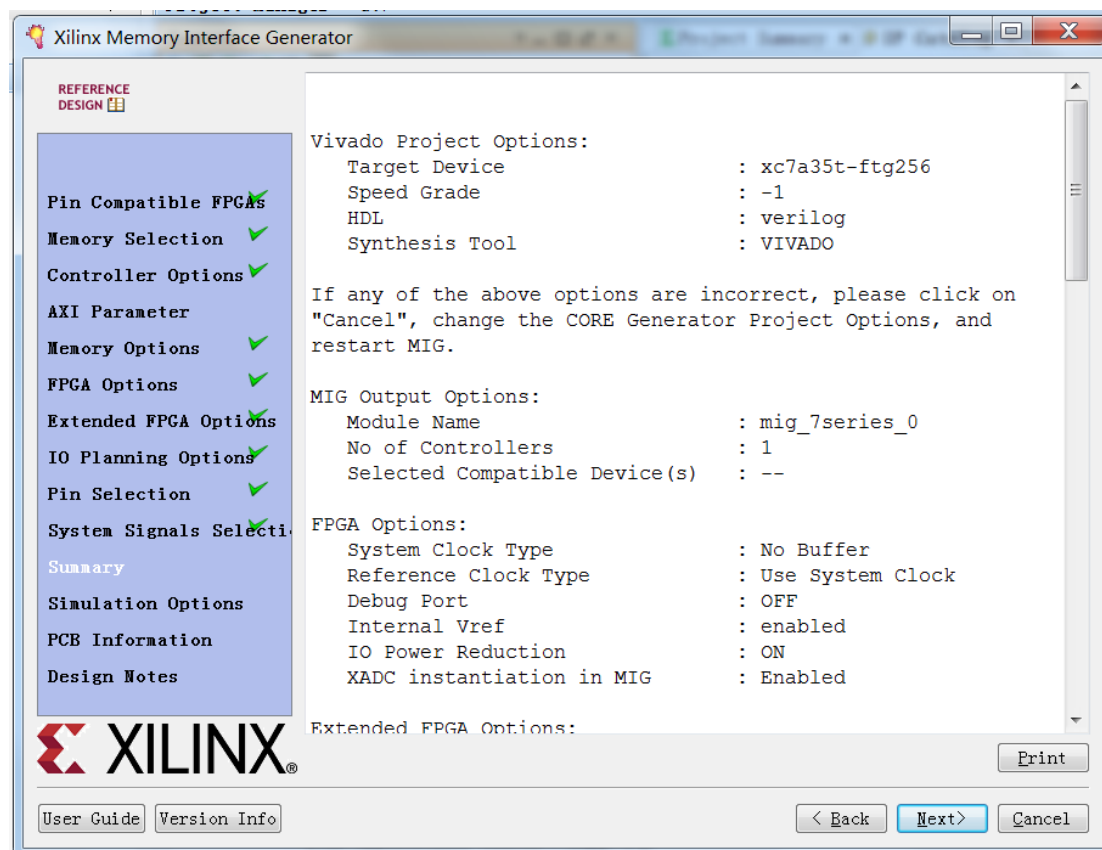 Xilinx Memory Interface Generator
REFERENCE
DESIGN
Pin Compatible FPGAs
Memory Selection
Controller Options
AXI Parameter
Memory Options
FPGA Options
Extended FPGA Options
IO Planning Options
Pin Selection
System Signals Selecti
Summary
Simulation Options
PCB Information
Design Notes
XILINX®
Vivado Project Options:
Target Device : xc7a35t-ftg256
Speed Grade : -1
HDL : verilog
Synthesis Tool : VIVADO
If any of the above options are incorrect, please click on
"Cancel", change the CORE Generator Project Options, and
restart MIG.
MIG Output Options:
Module Name : mig_7series_0
No of Controllers : 1
Selected Compatible Device(s) : --
FPGA Options:
System Clock Type : No Buffer
Reference Clock Type : Use System Clock
Debug Port : OFF
Internal Vref : enabled
IO Power Reduction : ON
XADC instantiation in MIG : Enabled
Extended FPGA Options:
Print
User Guide Version Info < Back Next> Cancel